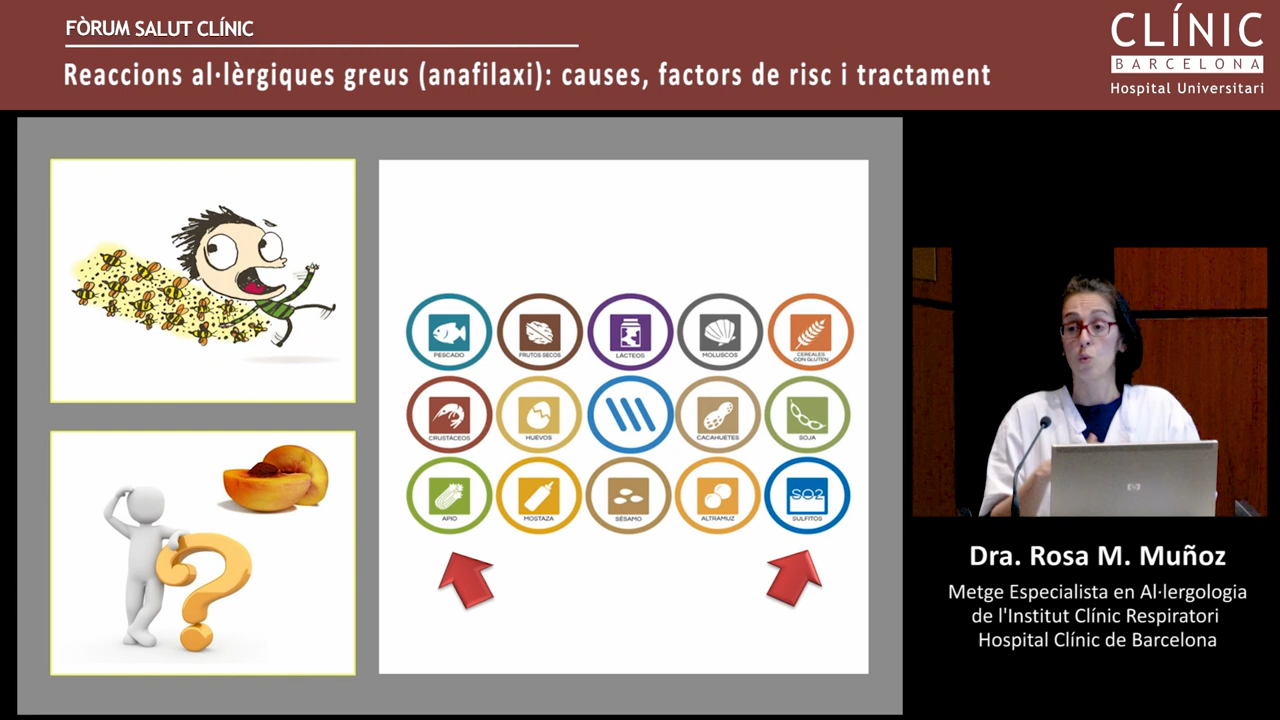 FÒRUM SALUT CLÍNIC
Reaccions al·lèrgiques greus (anafilaxi): causes, factors de risc i tractament
CLÍNIC
BARCELONA
Hospital Universitari
PESCADO
FRUTOS SECOS
LÁCTEOS
MOLUSCOS
CEREALES
CON GLUTEN
CRUSTÁCEOS
HUEVOS
CACAHUETES
SOJA
APIO
MOSTAZA
SÉSAMO
ALTRAMUZ
SO2
SULFITOS
hp
Dra. Rosa M. Muñoz
Metge Especialista en Al·lergologia
de l'Institut Clínic Respiratori
Hospital Clínic de Barcelona